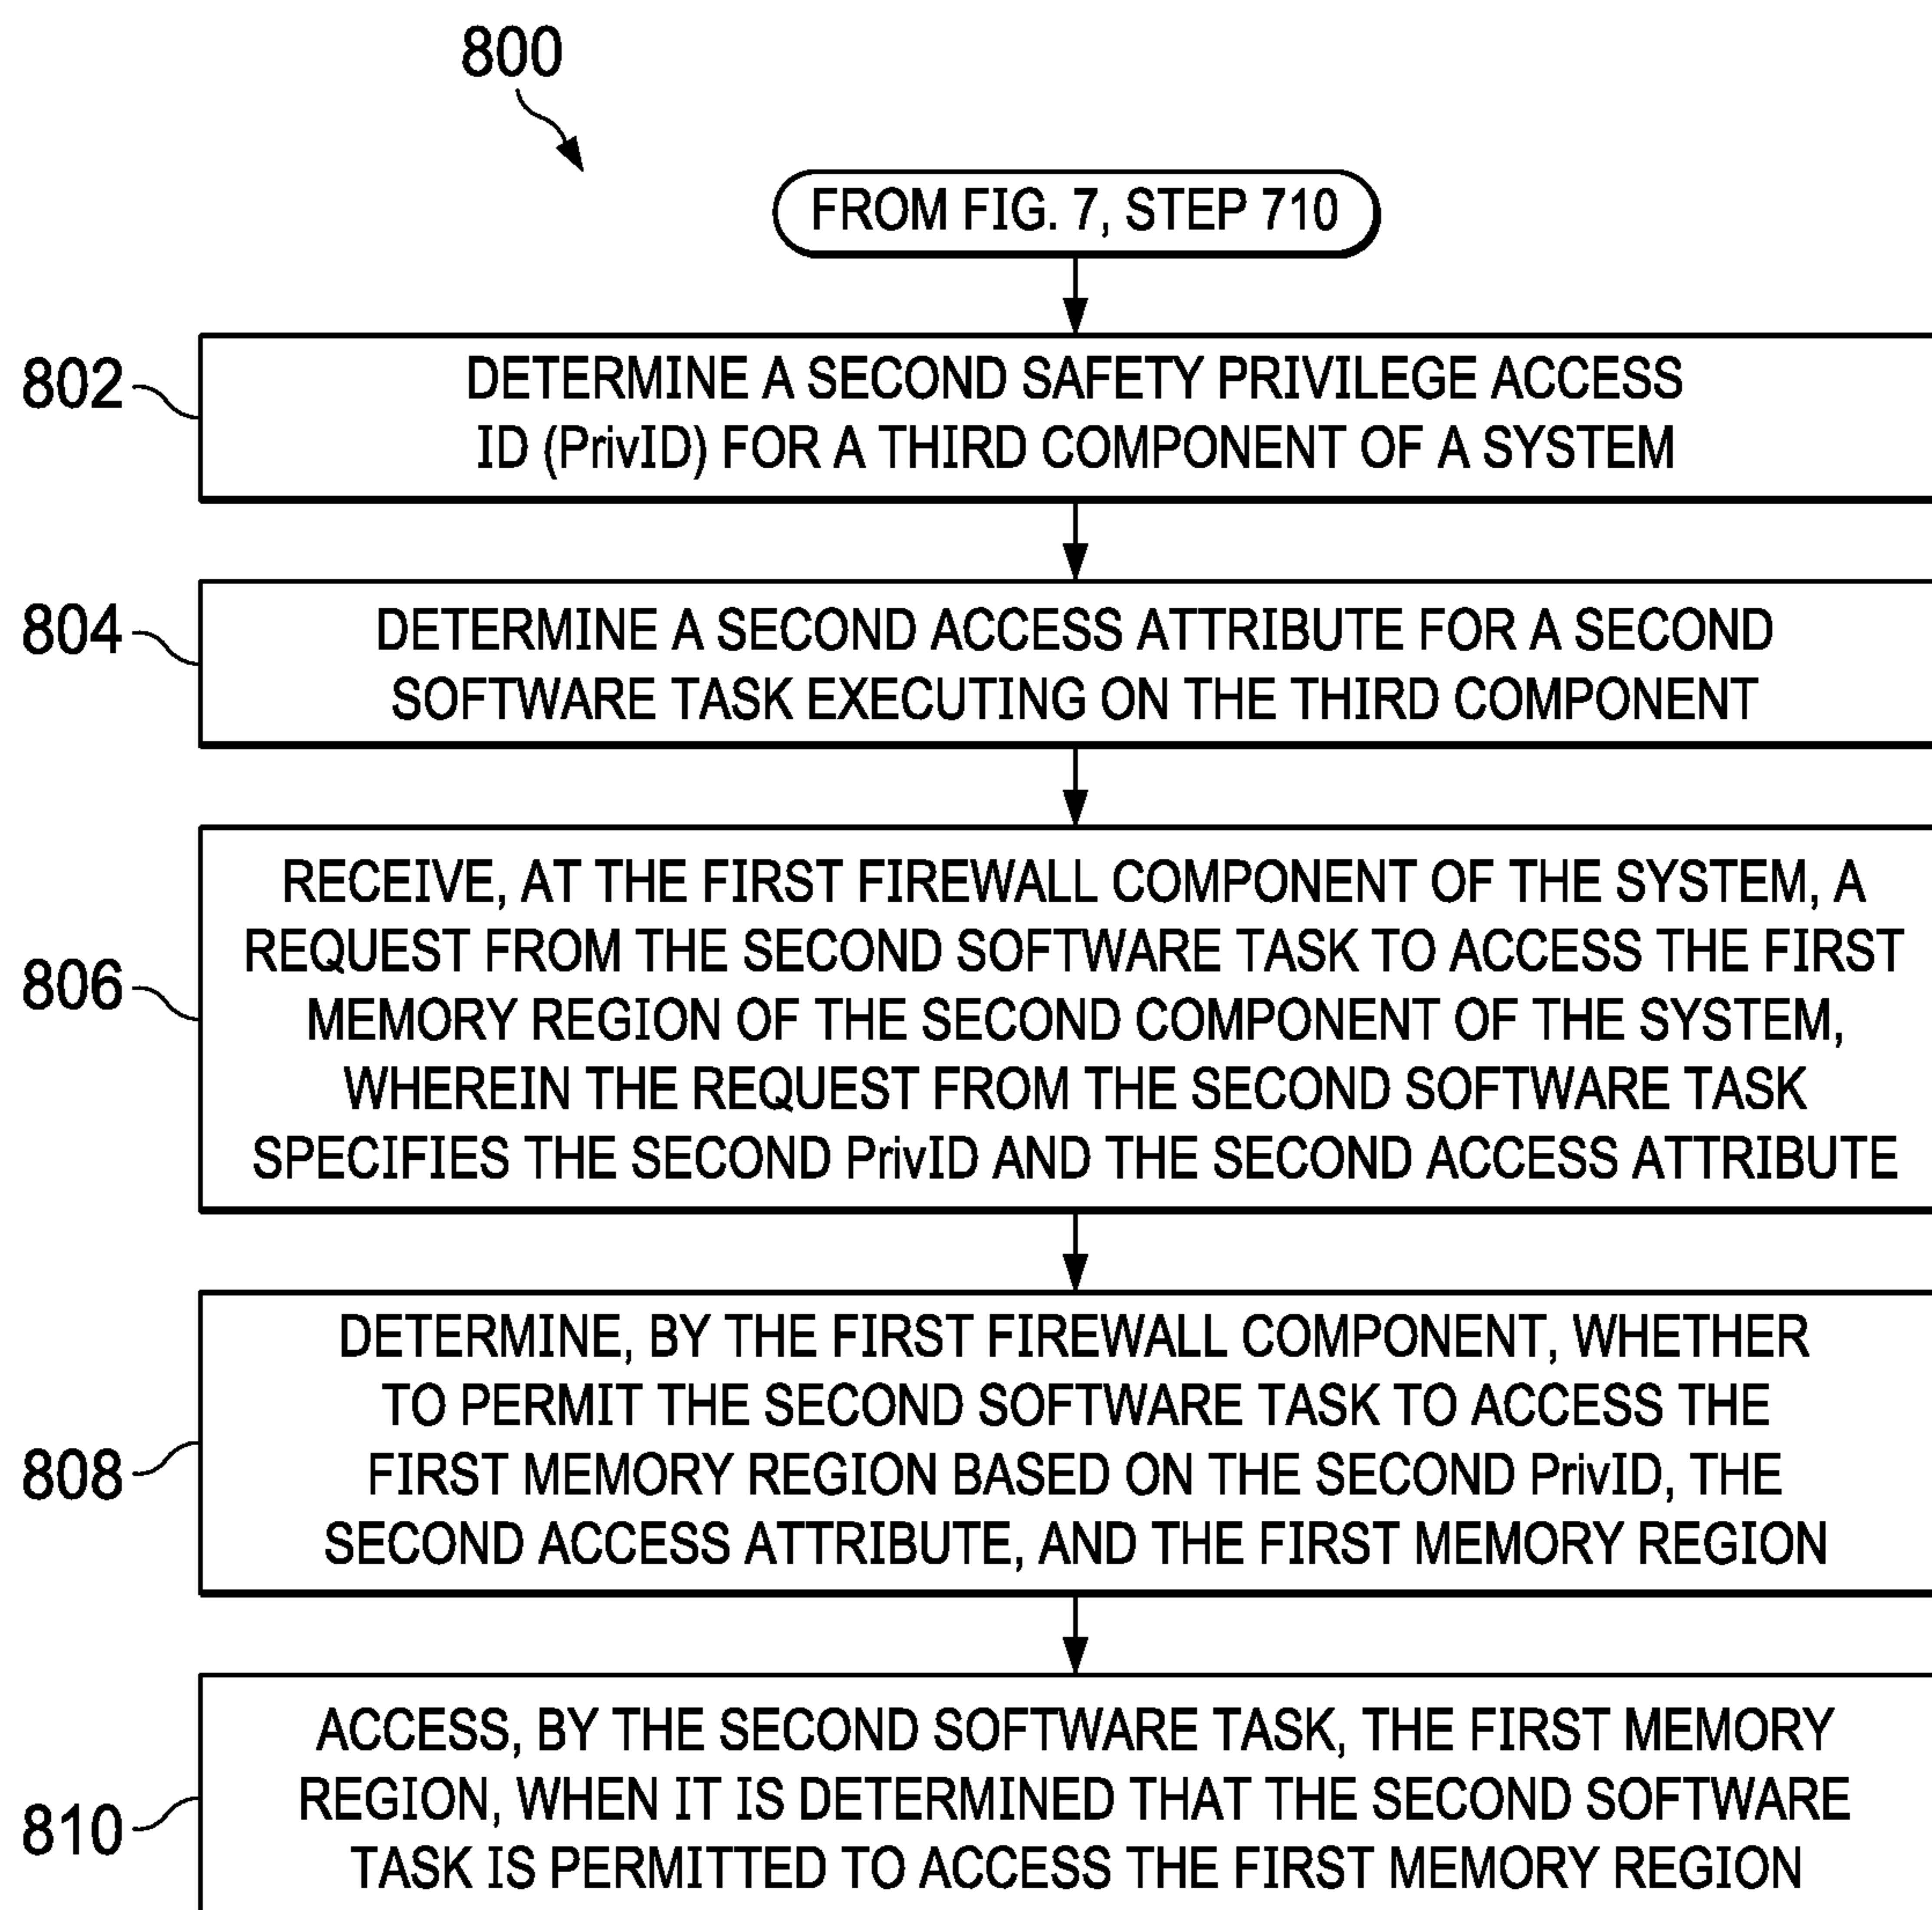 800
FROM FIG. 7, STEP 710
802
DETERMINE A SECOND SAFETY PRIVILEGE ACCESS
ID (PrivID) FOR A THIRD COMPONENT OF A SYSTEM
804
DETERMINE A SECOND ACCESS ATTRIBUTE FOR A SECOND
SOFTWARE TASK EXECUTING ON THE THIRD COMPONENT
806
RECEIVE, AT THE FIRST FIREWALL COMPONENT OF THE SYSTEM, A
REQUEST FROM THE SECOND SOFTWARE TASK TO ACCESS THE FIRST
MEMORY REGION OF THE SECOND COMPONENT OF THE SYSTEM,
WHEREIN THE REQUEST FROM THE SECOND SOFTWARE TASK
SPECIFIES THE SECOND PrivID AND THE SECOND ACCESS ATTRIBUTE
808
DETERMINE, BY THE FIRST FIREWALL COMPONENT, WHETHER
TO PERMIT THE SECOND SOFTWARE TASK TO ACCESS THE
FIRST MEMORY REGION BASED ON THE SECOND PrivID, THE
SECOND ACCESS ATTRIBUTE, AND THE FIRST MEMORY REGION
810
ACCESS, BY THE SECOND SOFTWARE TASK, THE FIRST MEMORY
REGION, WHEN IT IS DETERMINED THAT THE SECOND SOFTWARE
TASK IS PERMITTED TO ACCESS THE FIRST MEMORY REGION